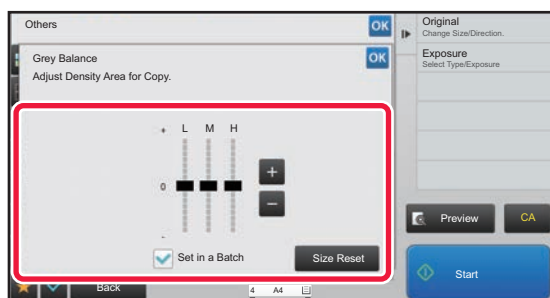 Others
OK
Grey Balance
OK
Adjust Density Area for Copy.
+ L M H
0
-
+
−
Set in a Batch
Size Reset
Back
4 A4
Original
Change Size/Direction.
Exposure
Select Type/Exposure
Preview
CA
Start